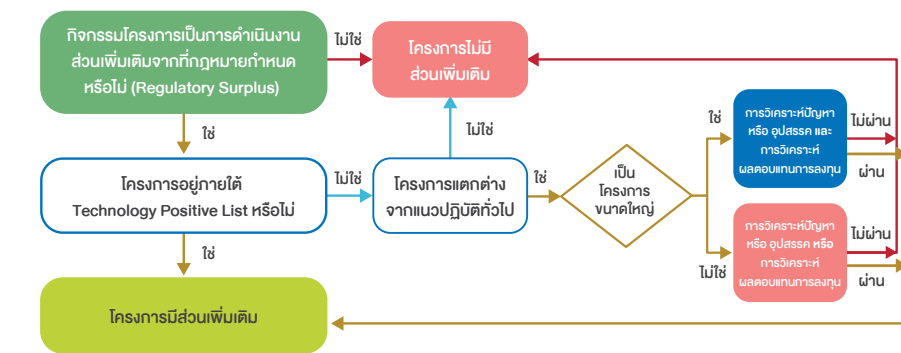 กิจกรรมโครงการเป็นการดำเนินงาน
ส่วนเพิ่มเติมจากที่กฎหมายกำหนด
หรือไม่ (Regulatory Surplus)
ไม่ใช่
โครงการไม่มี
ส่วนเพิ่มเติม
ใช่
ไม่ใช่
โครงการอยู่ภายใต้
Technology Positive List หรือไม่
ไม่ใช่
โครงการแตกต่าง
จากแนวปฏิบัติทั่วไป
ใช่
เป็น
โครงการ
ขนาดใหญ่
ใช่
การวิเคราะห์ปัญหา
หรือ อุปสรรค และ
การวิเคราะห์
ผลตอบแทนการลงทุน
ไม่ผ่าน
ผ่าน
ไม่ใช่
การวิเคราะห์ปัญหา
หรือ อุปสรรค หรือ
การวิเคราะห์
ผลตอบแทนการลงทุน
ไม่ผ่าน
ผ่าน
ใช่
โครงการมีส่วนเพิ่มเติม